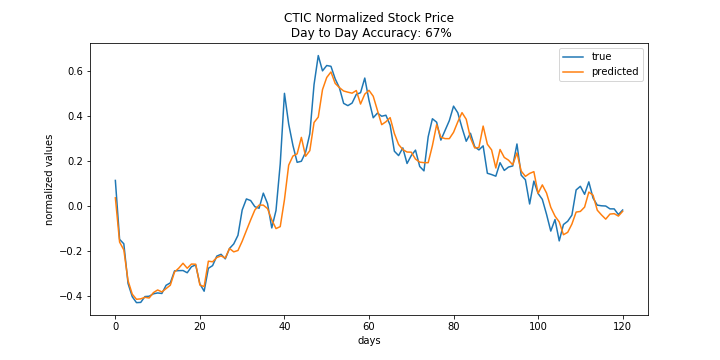 CTIC Normalized Stock Price
Day to Day Accuracy: 67%
true
predicted
normalized values
0.6
0.4
0.2
0.0
−0.2
−0.4
0 20 40 60 80 100 120
days